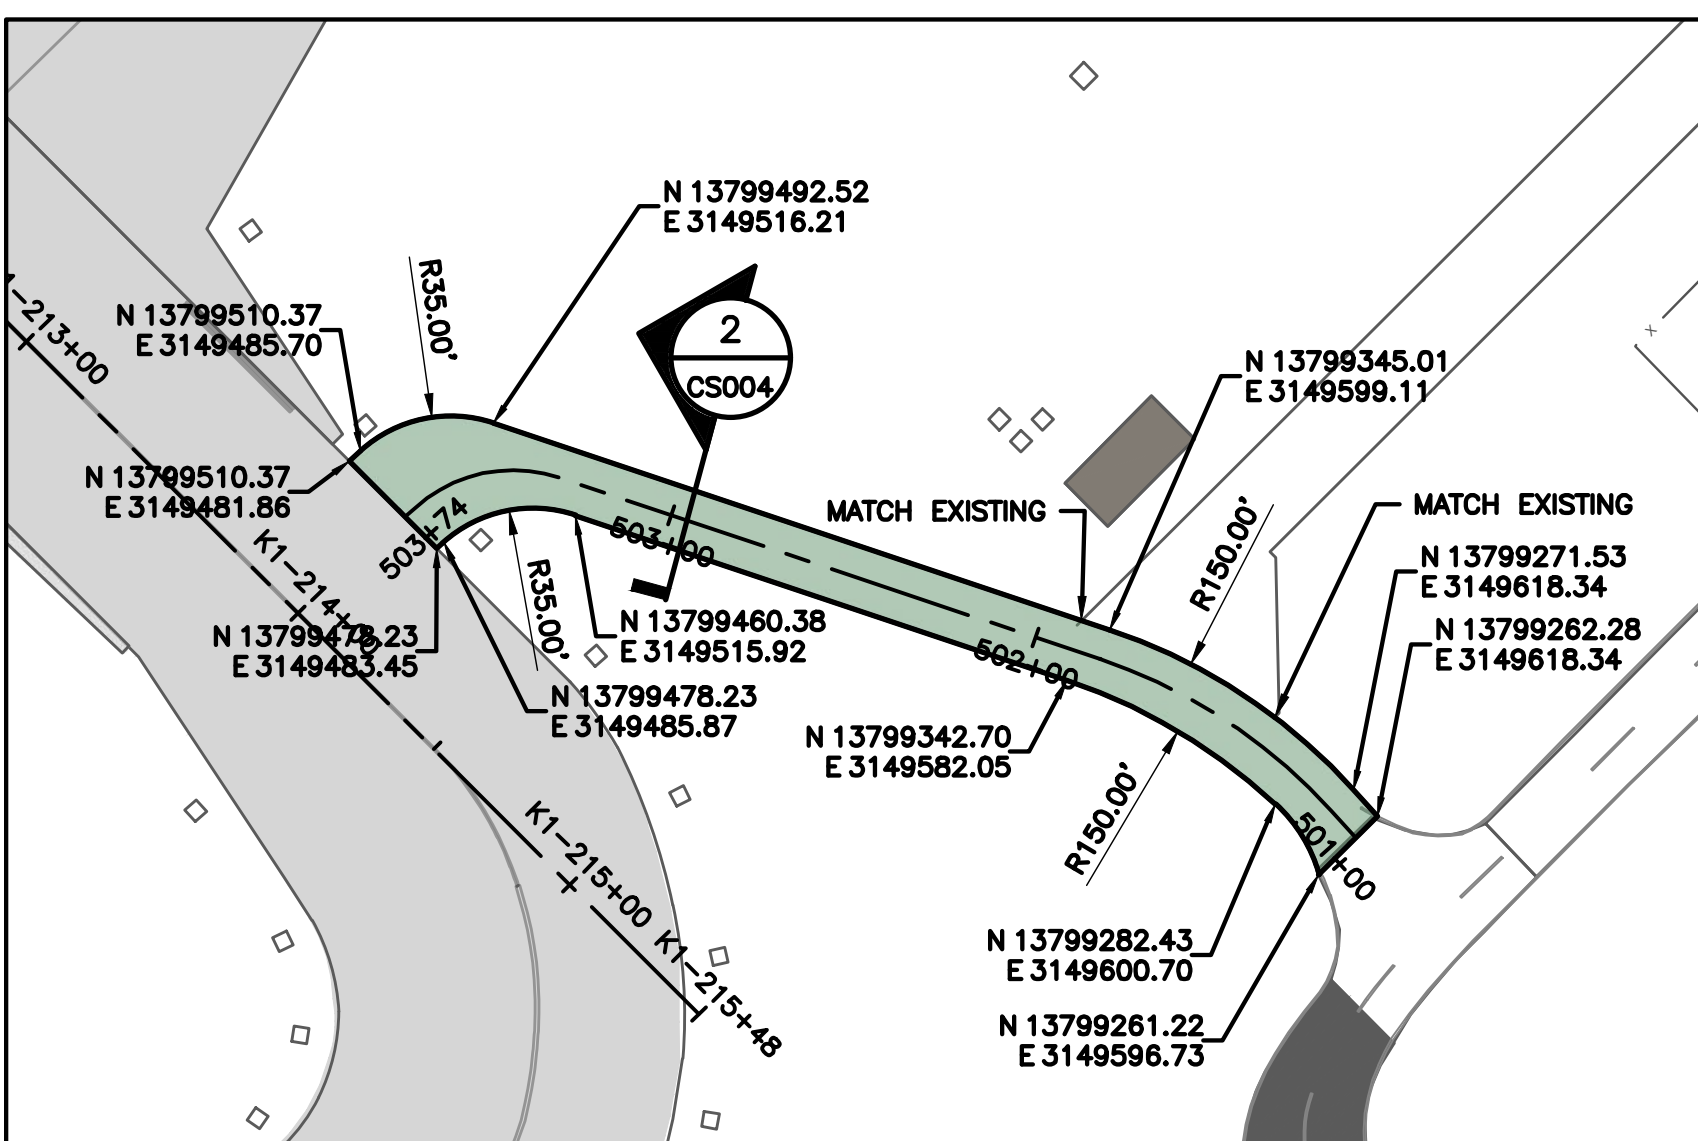 N 13799492.52
E 3149516.21
R35.00'
N 13799510.37
E 3149485.70
1-213+00
2
CS004
N 13799345.01
E 3149599.11
x
N 13799510.37
E 3149481.86
MATCH EXISTING
R150.00'
MATCH EXISTING
503+74
503+00
N 13799271.53
E 3149618.34
K1-214+00
R35.00'
N 13799478.23
E 3149483.45
N 13799460.38
E 3149515.92
502+00
N 13799262.28
E 3149618.34
N 13799478.23
E 3149485.87
N 13799342.70
E 3149582.05
R150.00'
501+00
K1-215+00
N 13799282.43
E 3149600.70
K1-215+48
N 13799261.22
E 3149596.73